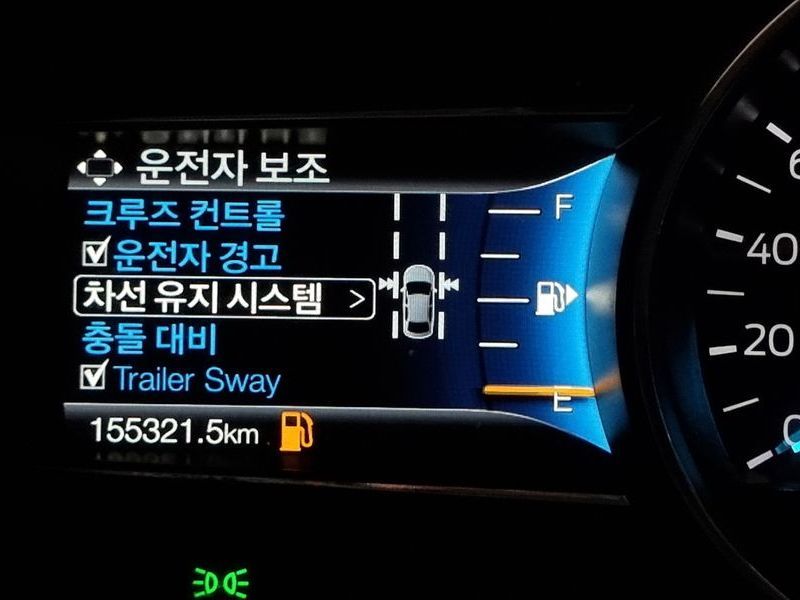 운전자 보조
크루즈 컨트롤
운전자 경고
차선 유지 시스템 >
충돌 대비
Trailer Sway
155321.5km
F
E
40
20
0